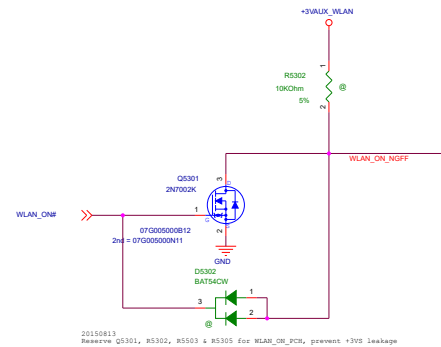 +3VAUX_WLAN
1
R5302
10KOhm
5%
@
2
WLAN_ON_NGFF
Q5301
2N7002K
3
D
WLAN_ON#
1
G
S
2
07G005000B12
2nd = 07G005000N11
GND
D5302
BAT54CW
1
3
2
@
20150813
Reserve Q5301, R5302, R5503 & R5305 for WLAN_ON_PCH, prevent +3VS leakage